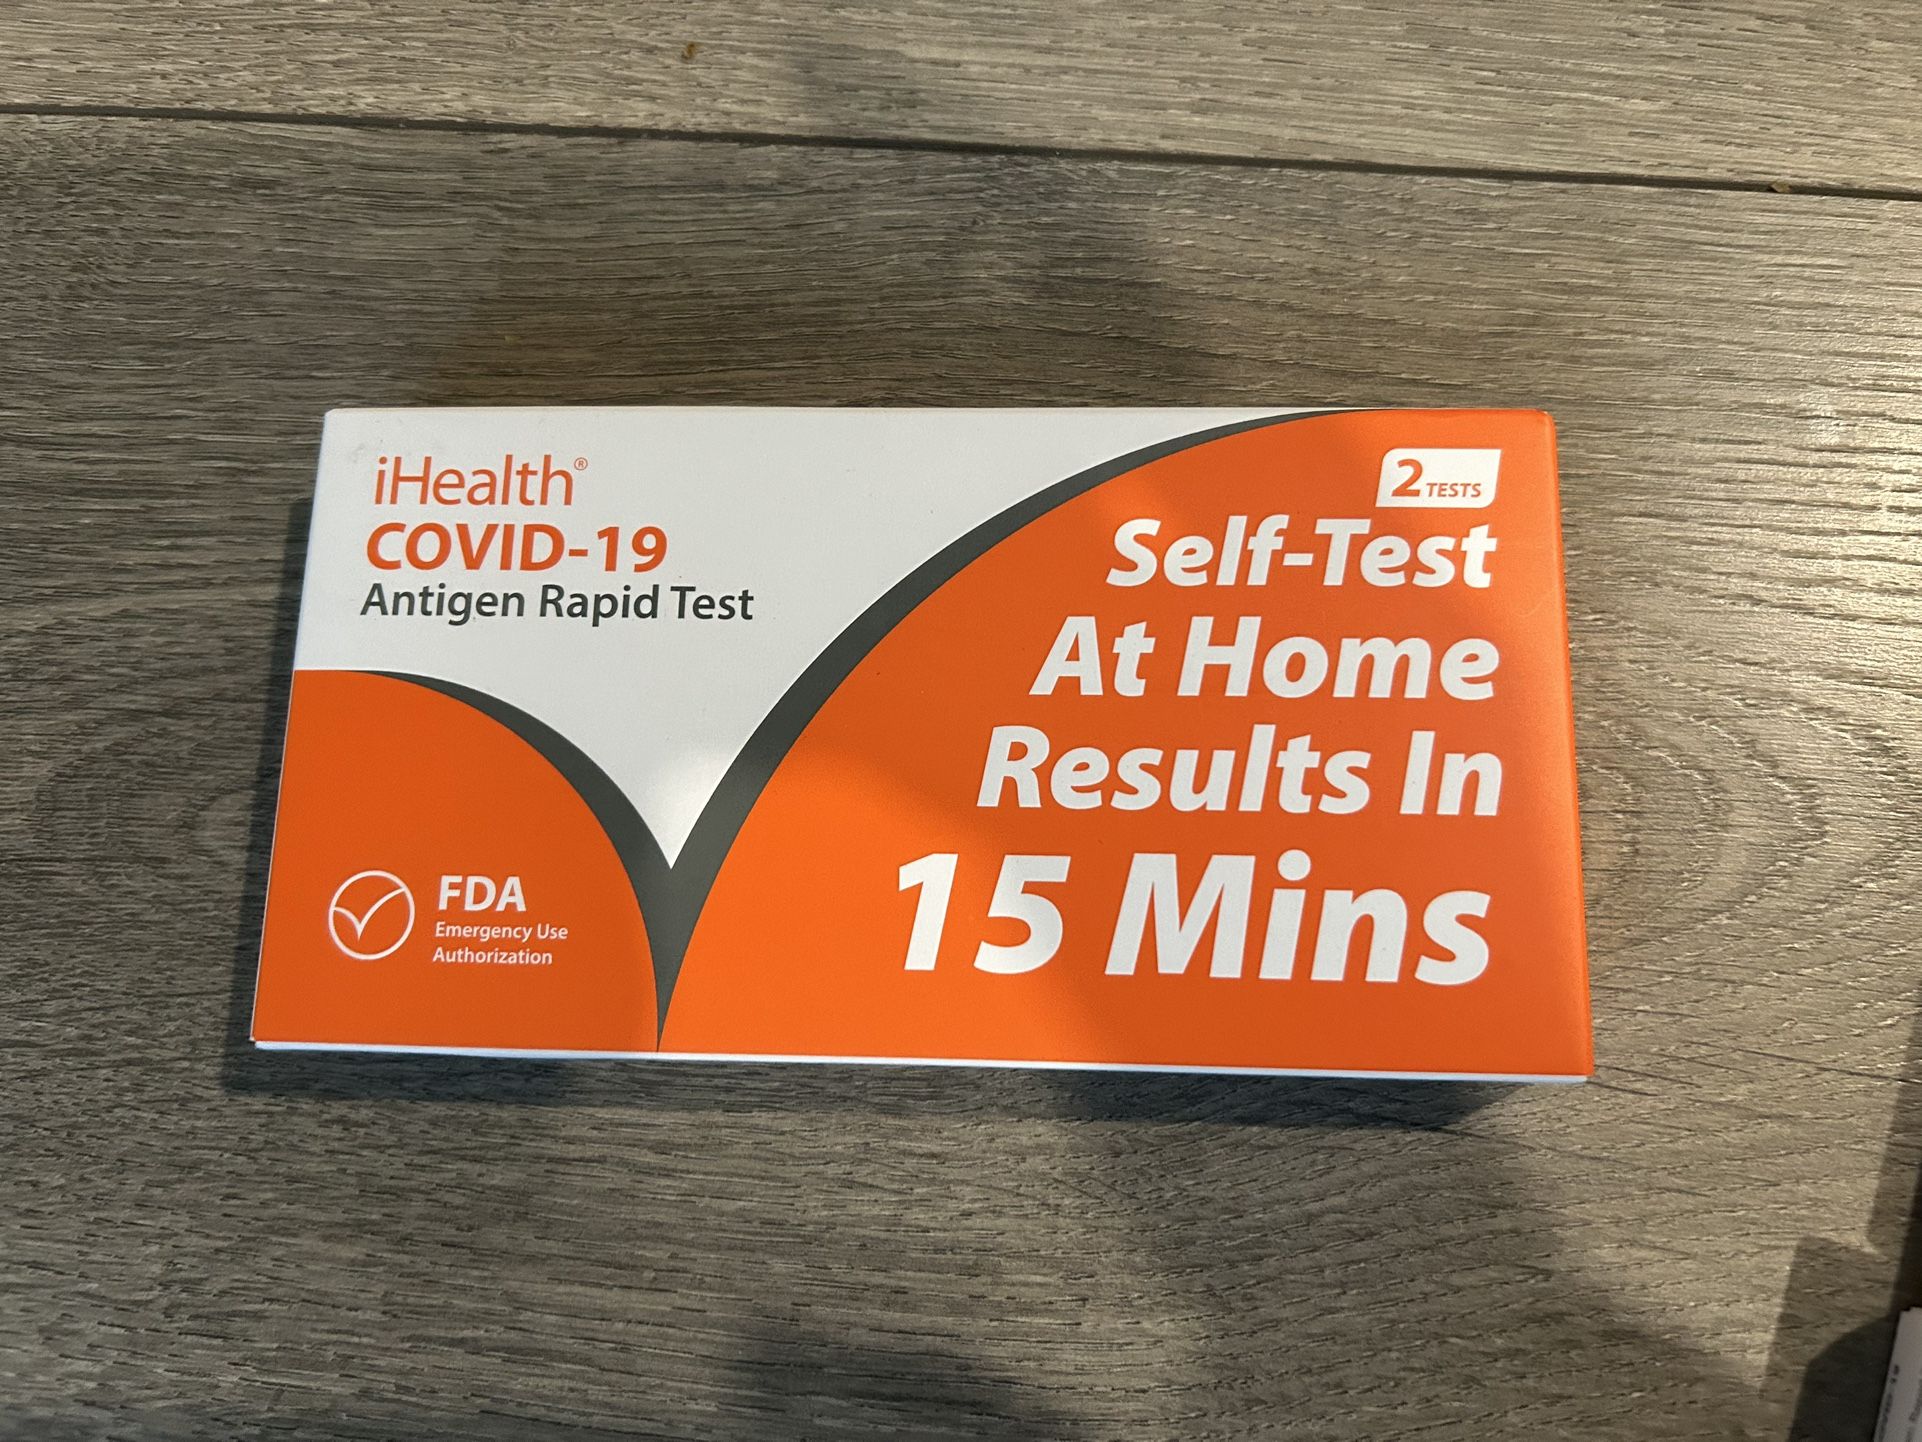 iHealth®
COVID-19
Antigen Rapid Test
2 TESTS
Self-Test
At Home
Results In
15 Mins
FDA
Emergency Use
Authorization